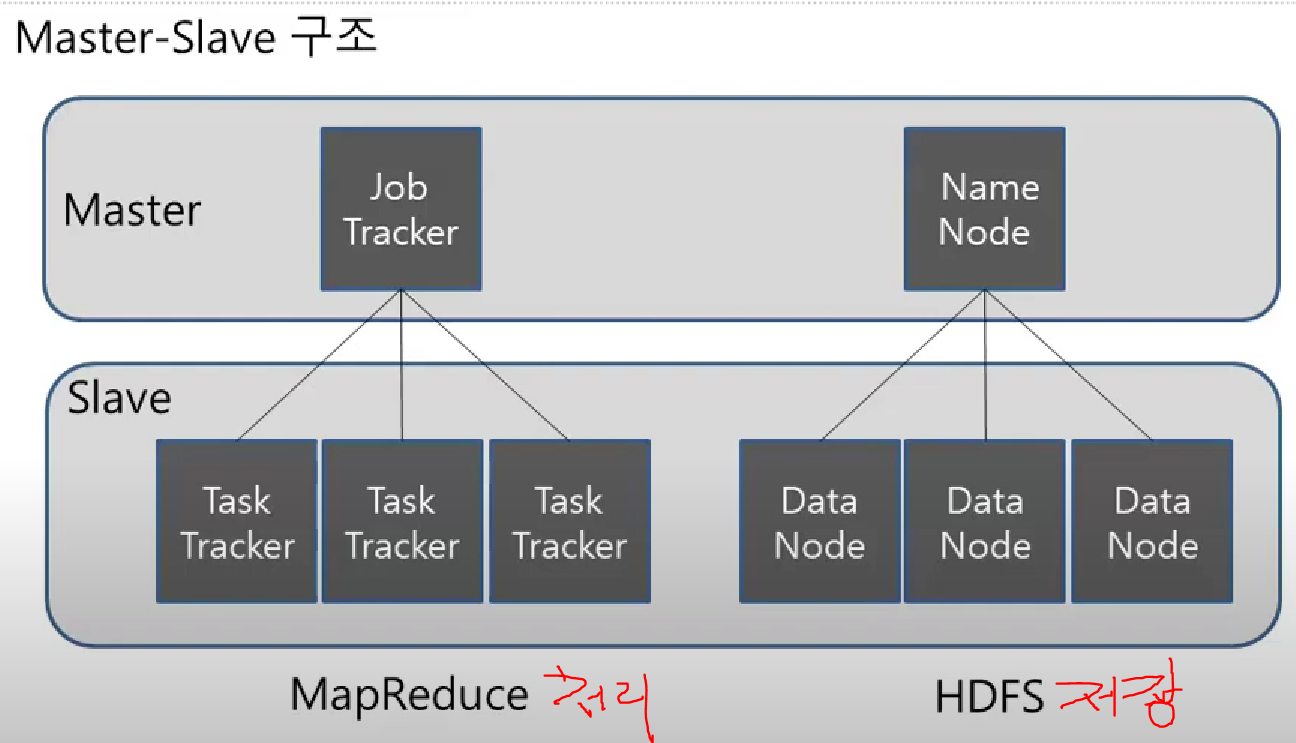 Master-Slave 구조
Master
Job
Tracker
Name
Node
Slave
Task
Tracker
Task
Tracker
Task
Tracker
Data
Node
Data
Node
Data
Node
MapReduce 처리
HDFS 저장